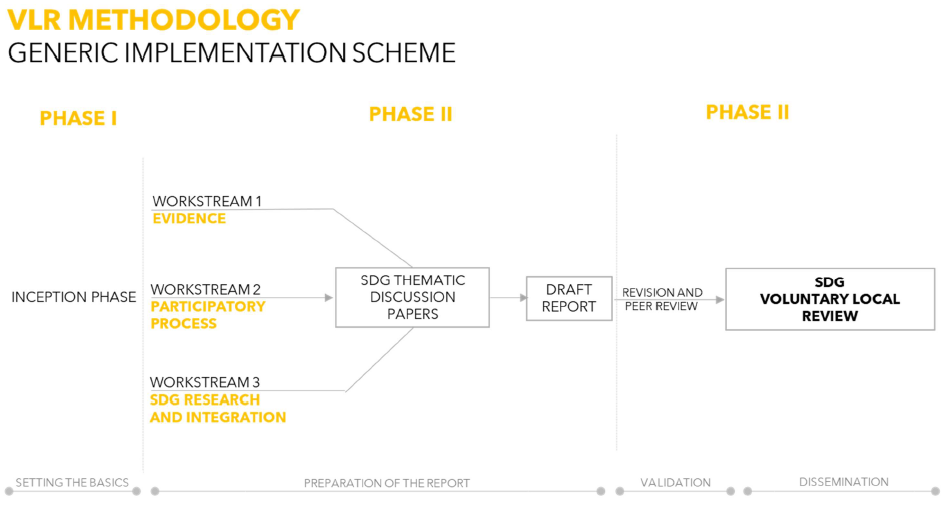 VLR METHODOLOGY
GENERIC IMPLEMENTATION SCHEME
PHASE I
PHASE II
PHASE II
WORKSTREAM 1
EVIDENCE
INCEPTION PHASE
WORKSTREAM 2
PARTICIPATORY
PROCESS
SDG THEMATIC
DISCUSSION
PAPERS
DRAFT
REPORT
REVISION AND
PEER REVIEW
SDG
VOLUNTARY LOCAL
REVIEW
WORKSTREAM 3
SDG RESEARCH
AND INTEGRATION
SETTING THE BASICS
PREPARATION OF THE REPORT
VALIDATION
DISSEMINATION